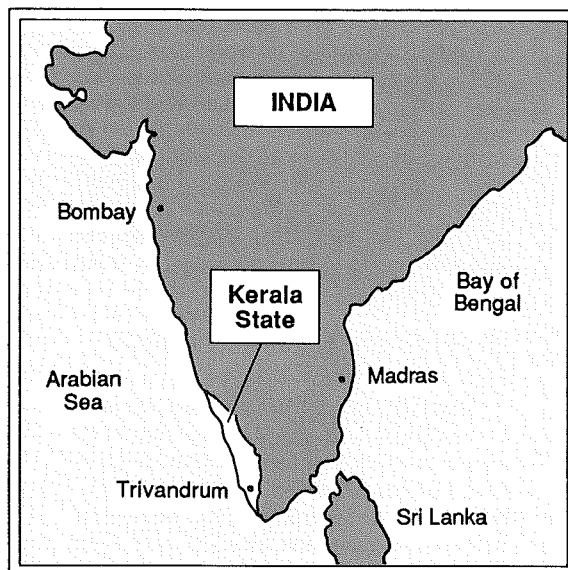 INDIA
Bombay
Kerala
State
Bay of
Bengal
Arabian
Sea
Madras
Trivandrum
Sri Lanka